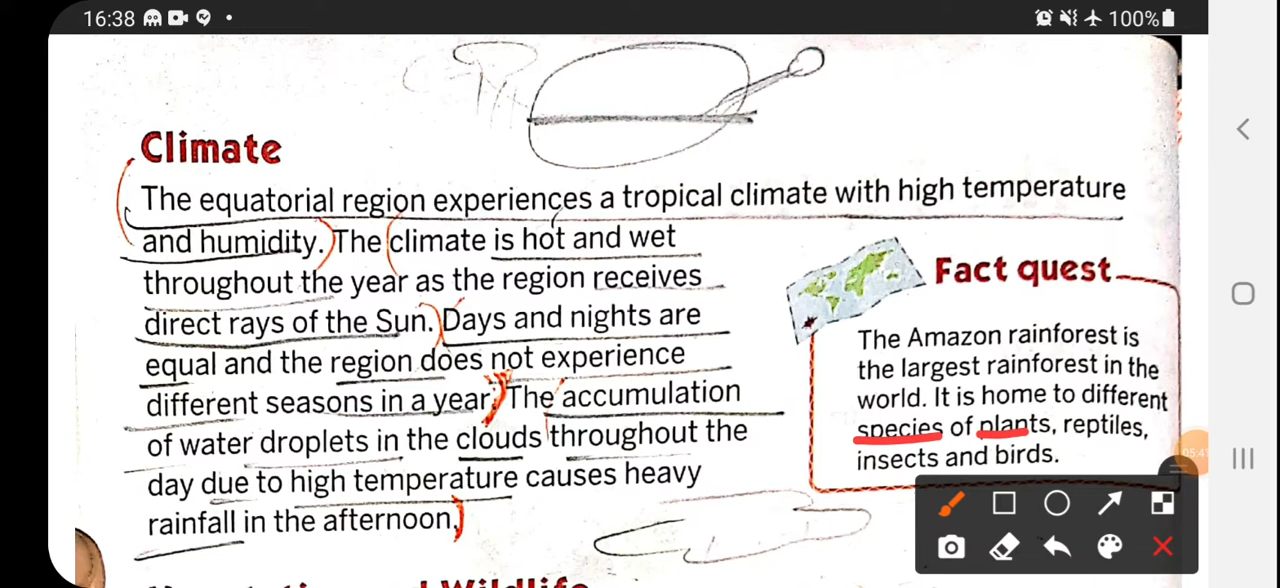 16:38
100%
Climate
The equatorial region experiences a tropical climate with high temperature
and humidity. The climate is hot and wet
throughout the year as the region receives
direct rays of the Sun. Days and nights are
equal and the region does not experience
different seasons in a year. The accumulation
of water droplets in the clouds throughout the
day due to high temperature causes heavy
rainfall in the afternoon.
Fact quest
The Amazon rainforest is
the largest rainforest in the
world. It is home to different
species of plants, reptiles,
insects and birds.